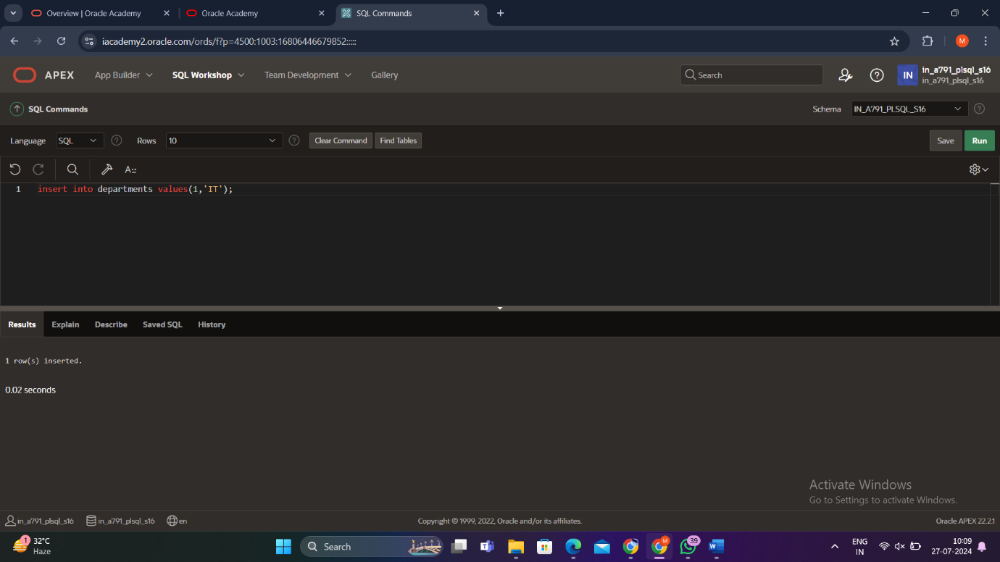 Overview | Oracle Academy
Oracle Academy
SQL Commands
iacademy2.oracle.com/ords/f?p=4500:1003:16806446679852:::::
M
APEX
App Builder
SQL Workshop
Team Development
Gallery
Search
IN
in_a791_plsql_s16
in_a791_plsql_s16
SQL Commands
Schema
IN_A791_PLSQL_S16
Language
SQL
Rows
10
Clear Command
Find Tables
Save
Run
1 insert into departments values(1,'IT');
Results
Explain
Describe
Saved SQL
History
1 row(s) inserted.
0.02 seconds
Activate Windows
Go to Settings to activate Windows.
in_a791_plsql_s16
in_a791_plsql_s16
en
Copyright © 1999, 2022, Oracle and/or its affiliates.
Oracle APEX 22.2.1
1
32°C
Haze
Search
M
39
ENG
IN
10:09
27-07-2024